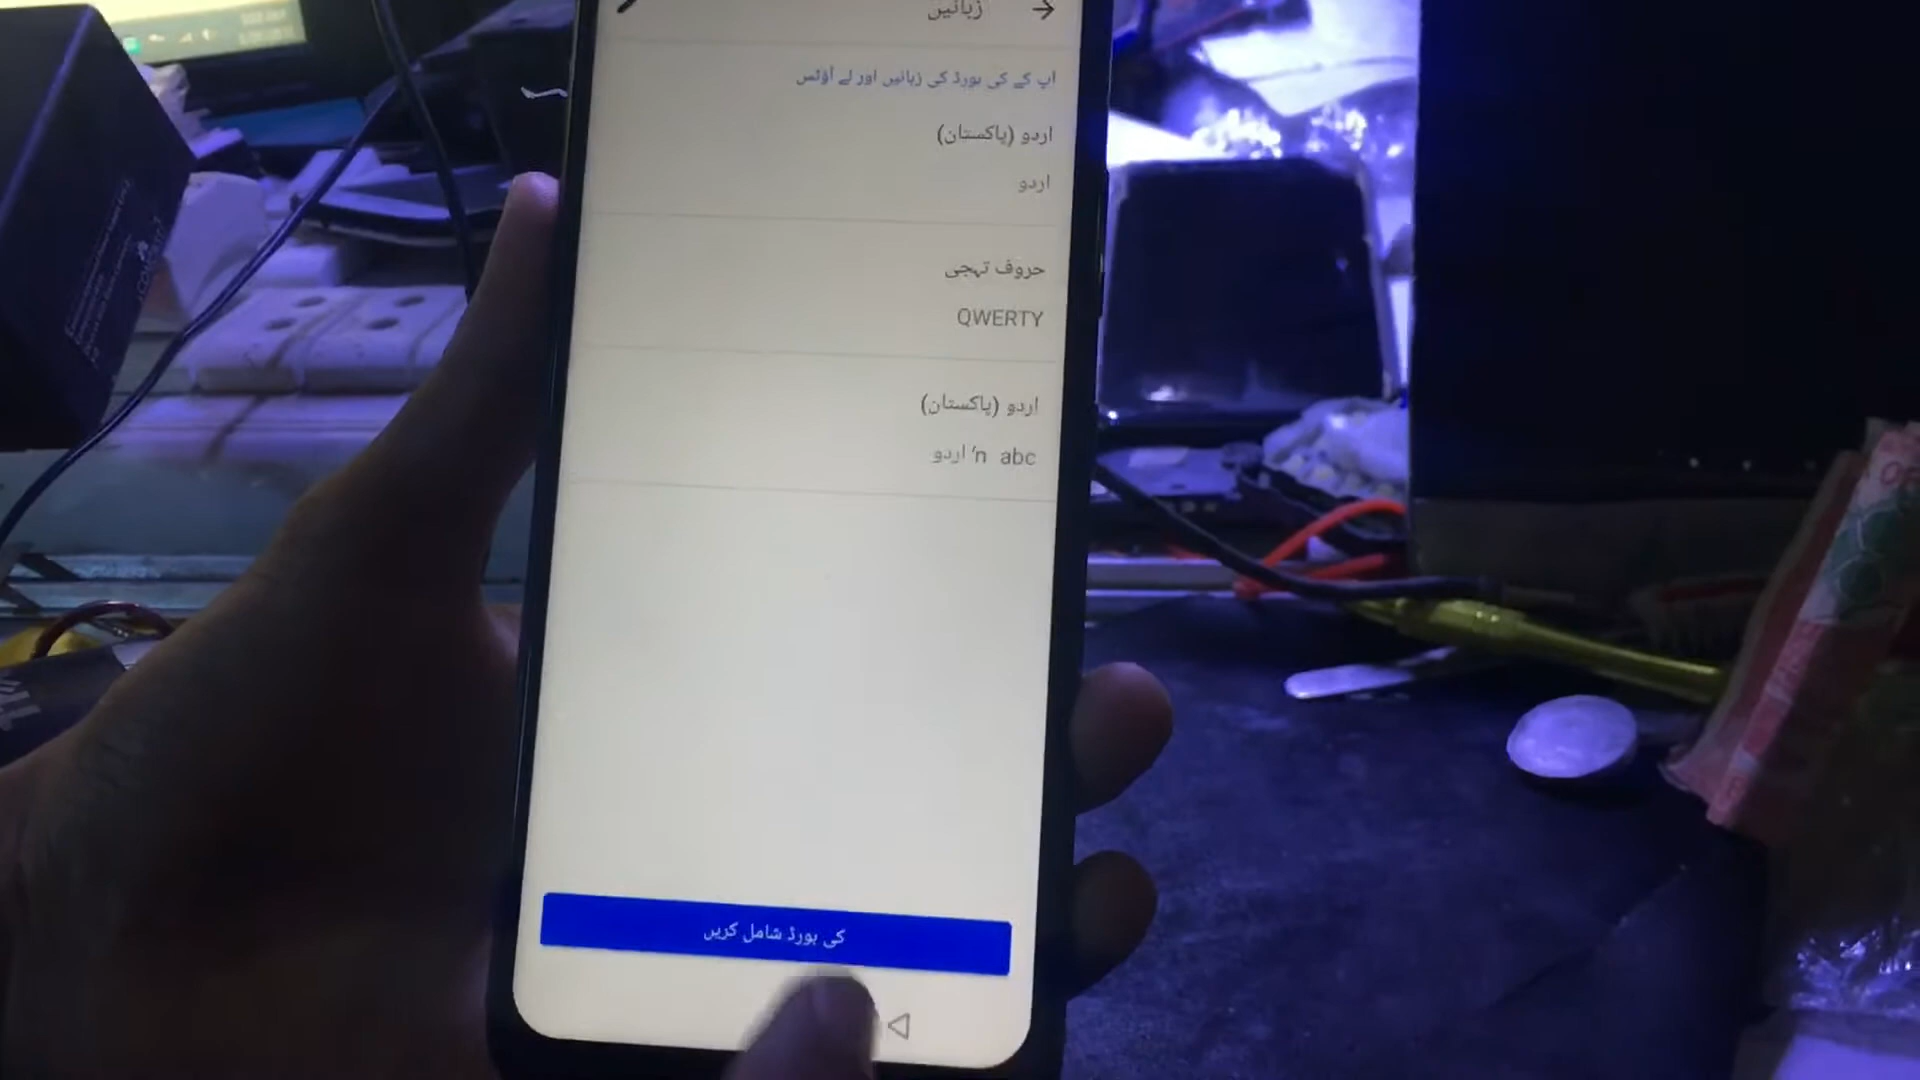 زبانیں
آپ کے کی بورڈ کی زبانیں اور لے آؤٹس
اردو (پاکستان)
اردو
حروف تہجی
QWERTY
اردو (پاکستان)
abc 'n اردو
کی بورڈ شامل کریں